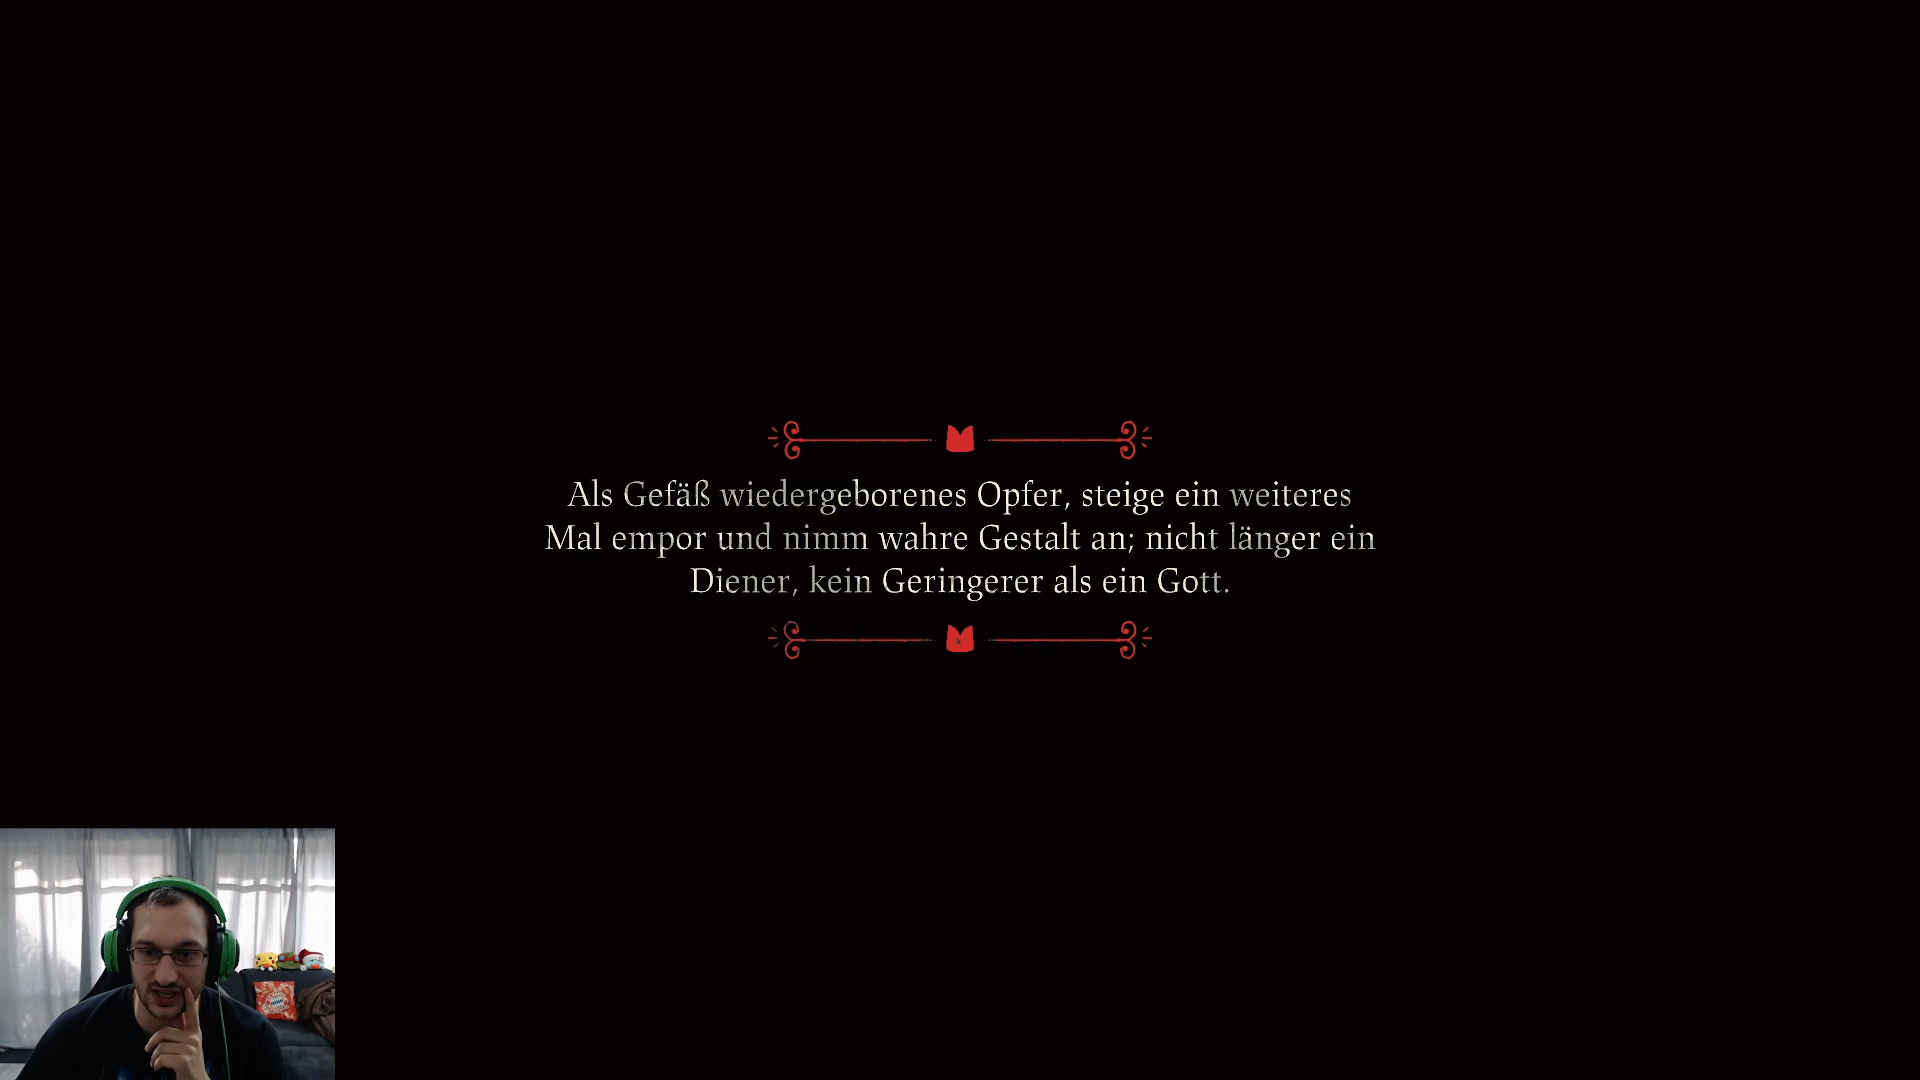 Als Gefäß wiedergeborenes Opfer, steige ein weiteres
Mal empor und nimm wahre Gestalt an; nicht länger ein
Diener, kein Geringerer als ein Gott.